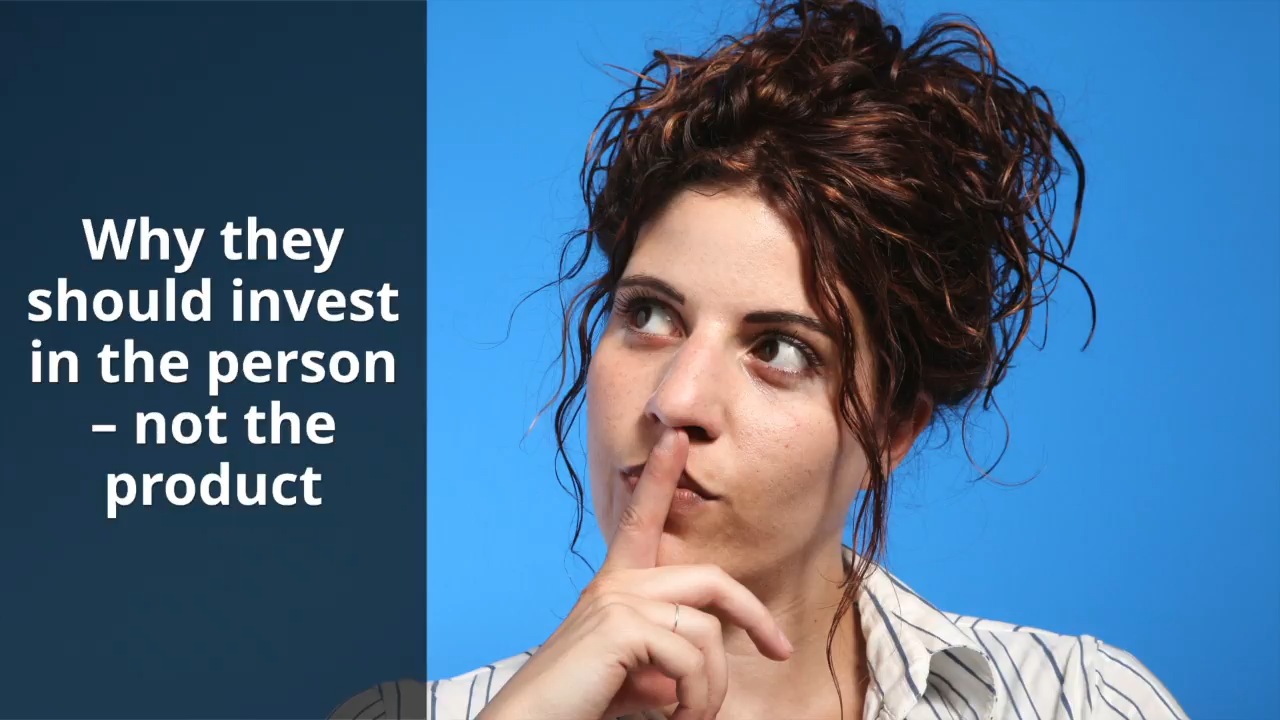 Why they
should invest
in the person
– not the
product